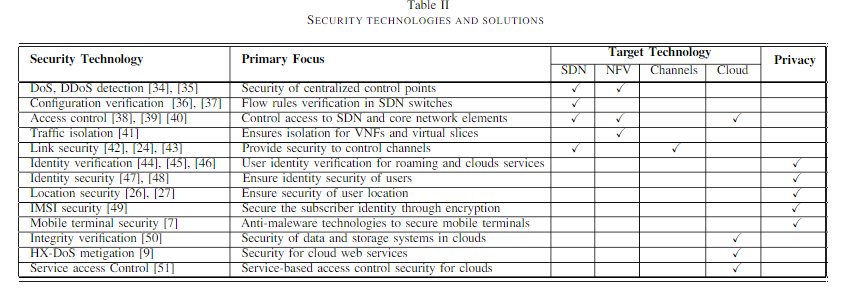 Table II
SECURITY TECHNOLOGIES AND SOLUTIONS
Security Technology Primary Focus Target Technology Privacy
SDN NFV Channels Cloud
DoS, DDoS detection [34], [35] Security of centralized control points ✓ ✓
Configuration verification [36], [37] Flow rules verification in SDN switches ✓
Access control [38], [39] [40] Control access to SDN and core network elements ✓ ✓ ✓
Traffic isolation [41] Ensures isolation for VNFs and virtual slices ✓
Link security [42], [24], [43] Provide security to control channels ✓ ✓
Identity verification [44], [45], [46] User identity verification for roaming and clouds services ✓
Identity security [47], [48] Ensure identity security of users ✓
Location security [26], [27] Ensure security of user location ✓
IMSI security [49] Secure the subscriber identity through encryption ✓
Mobile terminal security [7] Anti-maleware technologies to secure mobile terminals ✓
Integrity verification [50] Security of data and storage systems in clouds ✓
HX-DoS metigation [9] Security for cloud web services ✓
Service access Control [51] Service-based access control security for clouds ✓